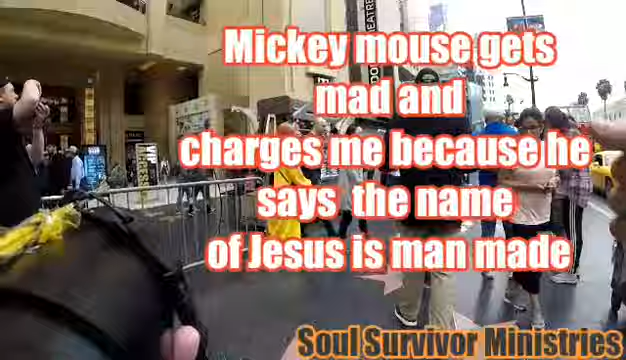 Mickey mouse gets
mad and
charges me because he
says the name
of Jesus is man made
Soul Survivor Ministries